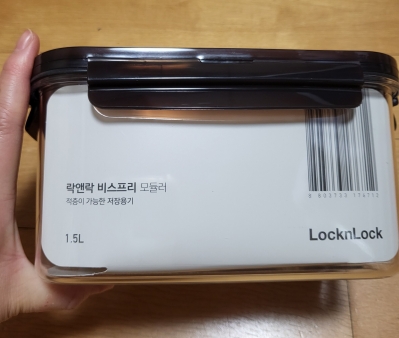 락앤락 비스프리 모듈러
적층이 가능한 저장용기
1.5L
LocknLock